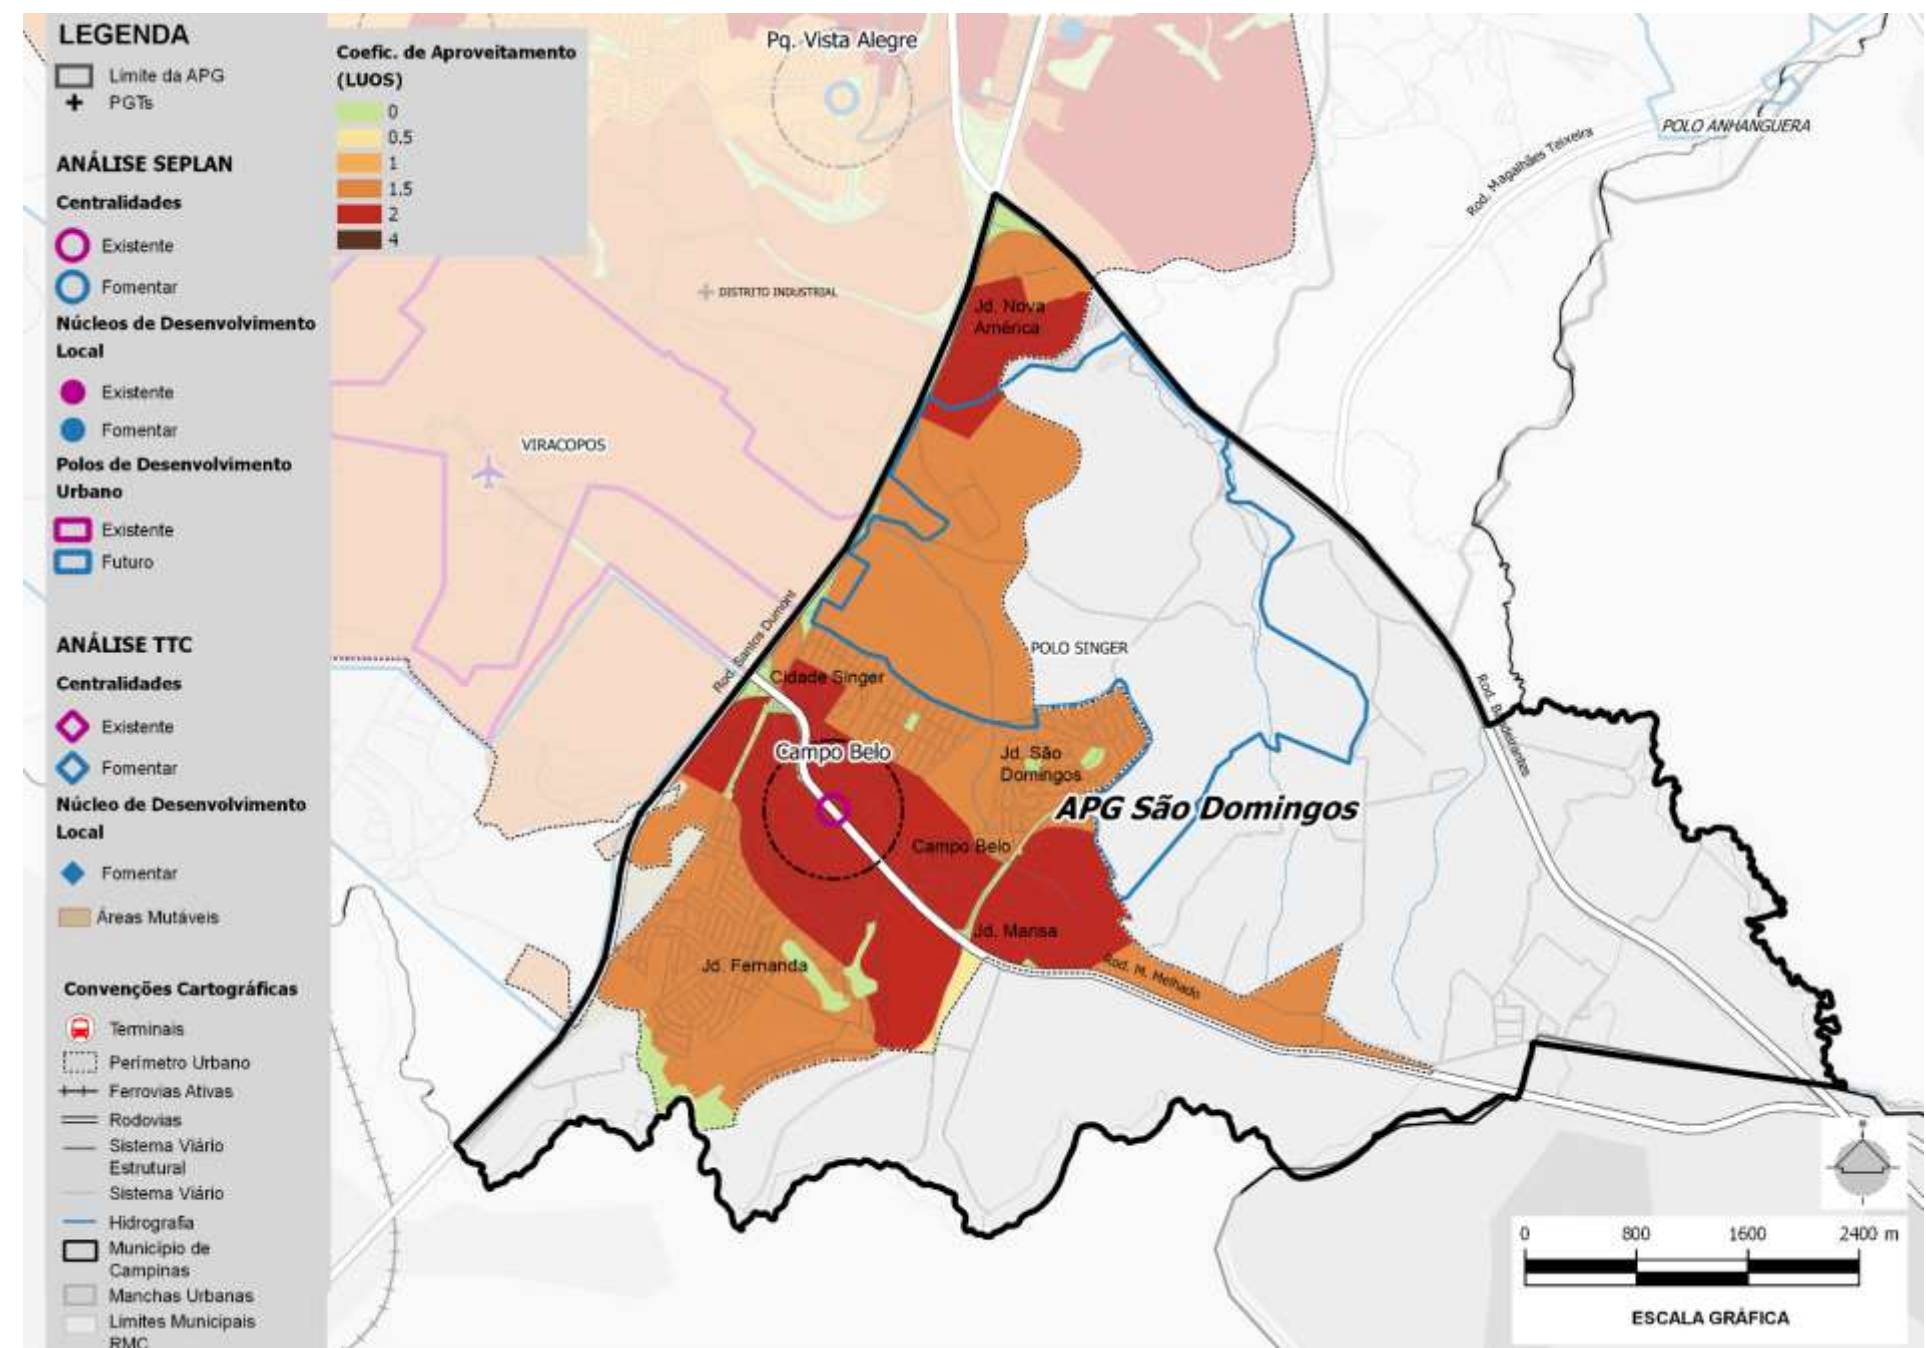 LEGENDA
Limite da APG
PGTs
ANÁLISE SEPLAN
Centralidades
Existente
Fomentar
Núcleos de Desenvolvimento
Local
Existente
Fomentar
Polos de Desenvolvimento
Urbano
Existente
Futuro
ANÁLISE TTC
Centralidades
Existente
Fomentar
Núcleo de Desenvolvimento
Local
Fomentar
Áreas Mutáveis
Convenções Cartográficas
Terminais
Perímetro Urbano
Ferrovias Ativas
Rodovias
Sistema Viário
Estrutural
Sistema Viário
Hidrografia
Município de
Campinas
Manchas Urbanas
Limites Municipais
RMC
Coefic. de Aproveitamento
(LUOS)
0
0.5
1
1.5
2
4
Pq. Vista Alegre
POLO ANHANGUERA
Rod. Magalhães Teixeira
DISTRITO INDUSTRIAL
Jd. Nova
América
VIRACOPOS
Rod. Santos Dumont
POLO SINGER
Cidade Singer
Rod. Bandeirantes
Campo Belo
Jd. São
Domingos
APG São Domingos
Campo Belo
Jd. Marisa
Jd. Fernanda
Rod. M. Melhado
0 800 1600 2400 m
ESCALA GRÁFICA